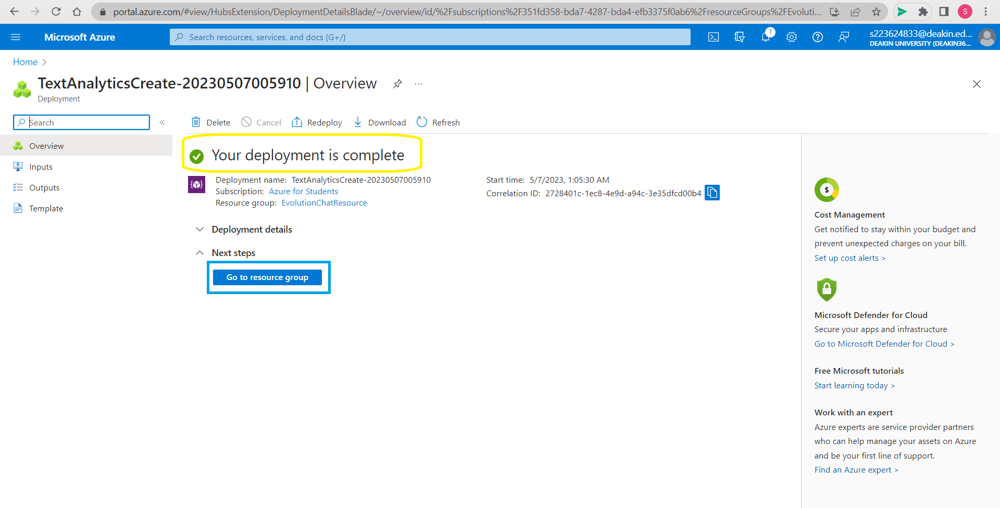 portal.azure.com/#view/HubsExtension/DeploymentDetailsBlade/~/overview/id/%2Fsubscriptions%2F351fd358-bda7-4287-bda4-efb3375f0ab6%2FresourceGroups%2FEvoluti...
S
Microsoft Azure
Search resources, services, and docs (G+/)
1
s223624833@deakin.ed...
DEAKIN UNIVERSITY (DEAKIN36...
Home >
TextAnalyticsCreate-20230507005910 | Overview
Deployment
Search
«
Delete
Cancel
Redeploy
Download
Refresh
Overview
Inputs
Outputs
Template
Your deployment is complete
Deployment name: TextAnalyticsCreate-20230507005910
Subscription: Azure for Students
Resource group: EvolutionChatResource
Start time: 5/7/2023, 1:05:30 AM
Correlation ID: 2728401c-1ec8-4e9d-a94c-3e35dfcd00b4
Deployment details
Next steps
Go to resource group
$
Cost Management
Get notified to stay within your budget and
prevent unexpected charges on your bill.
Set up cost alerts >
Microsoft Defender for Cloud
Secure your apps and infrastructure
Go to Microsoft Defender for Cloud >
Free Microsoft tutorials
Start learning today >
Work with an expert
Azure experts are service provider partners
who can help manage your assets on Azure
and be your first line of support.
Find an Azure expert >